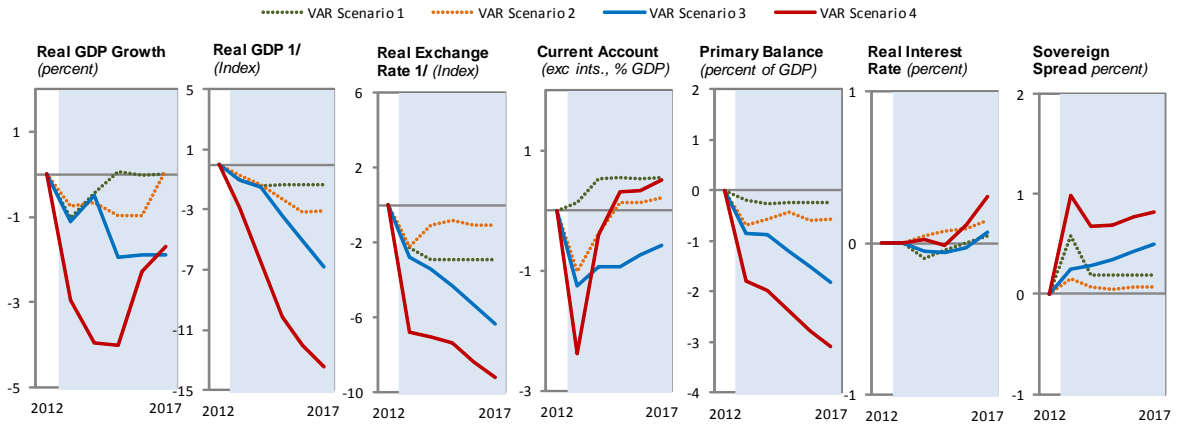 VAR Scenario 1 VAR Scenario 2 VAR Scenario 3 VAR Scenario 4
Real GDP Growth
(percent)
1
-1
-3
-5
2012 2017
Real GDP 1/
(Index)
5
1
-3
-7
-11
-15
2012 2017
Real Exchange
Rate 1/ (Index)
6
2
-2
-6
-10
2012 2017
Current Account
(exc ints., % GDP)
1
-1
-3
2012 2017
Primary Balance
(percent of GDP)
2
1
0
-1
-2
-3
-4
2012 2017
Real Interest
Rate (percent)
1
0
-1
2012 2017
Sovereign
Spread percent)
2
1
0
-1
2012 2017